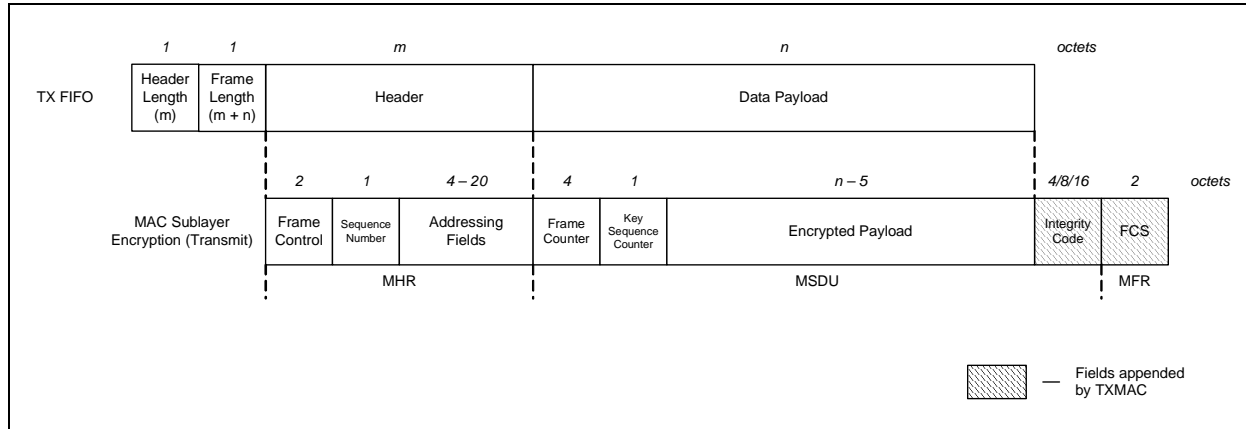 1
1
m
n
octets
TX FIFO
Header
Length
(m)
Frame
Length
(m + n)
Header
Data Payload
2
1
4 – 20
4
1
n – 5
4/8/16
2
octets
MAC Sublayer
Encryption (Transmit)
Frame
Control
Sequence
Number
Addressing
Fields
Frame
Counter
Key
Sequence
Counter
Encrypted Payload
Integrity
Code
FCS
MHR
MSDU
MFR
— Fields appended
by TXMAC